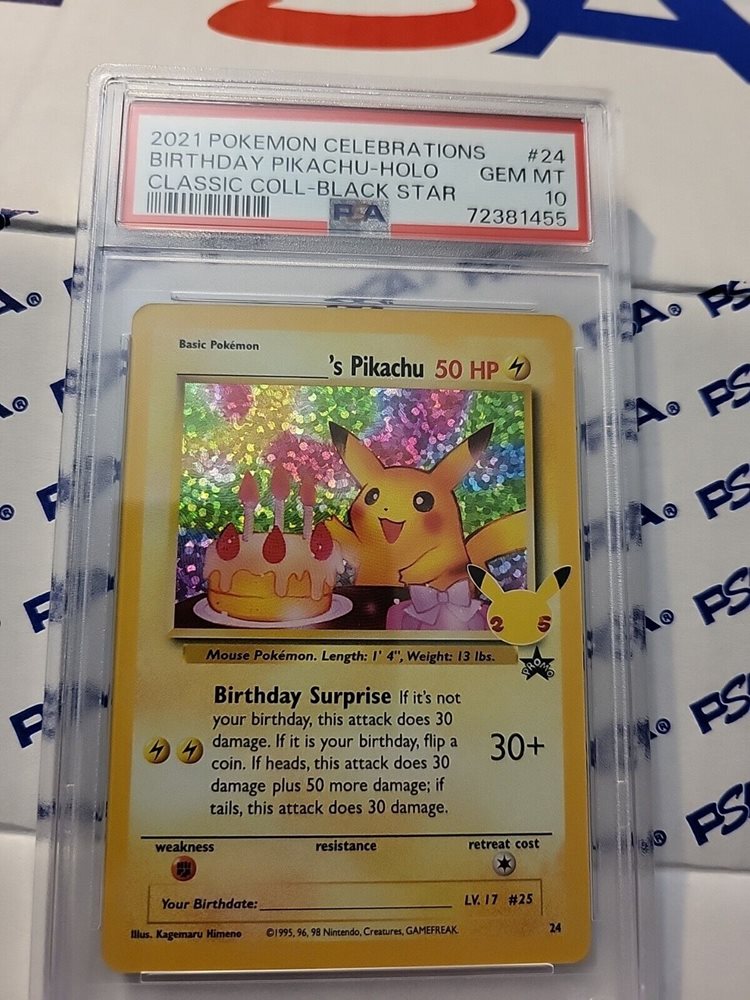 2021 POKEMON CELEBRATIONS #24
BIRTHDAY PIKACHU-HOLO GEM MT
CLASSIC COLL-BLACK STAR 10
PSA 72381455
Basic Pokémon
____________'s Pikachu 50 HP
25
PROMO
Mouse Pokémon. Length: 1' 4", Weight: 13 lbs.
Birthday Surprise If it's not
your birthday, this attack does 30
damage. If it is your birthday, flip a
coin. If heads, this attack does 30
damage plus 50 more damage; if
tails, this attack does 30 damage.
30+
weakness resistance retreat cost
Your Birthdate:____________ LV. 17 #25
Illus. Kagemaru Himeno ©1995, 96, 98 Nintendo, Creatures, GAMEFREAK. 24
PSA®